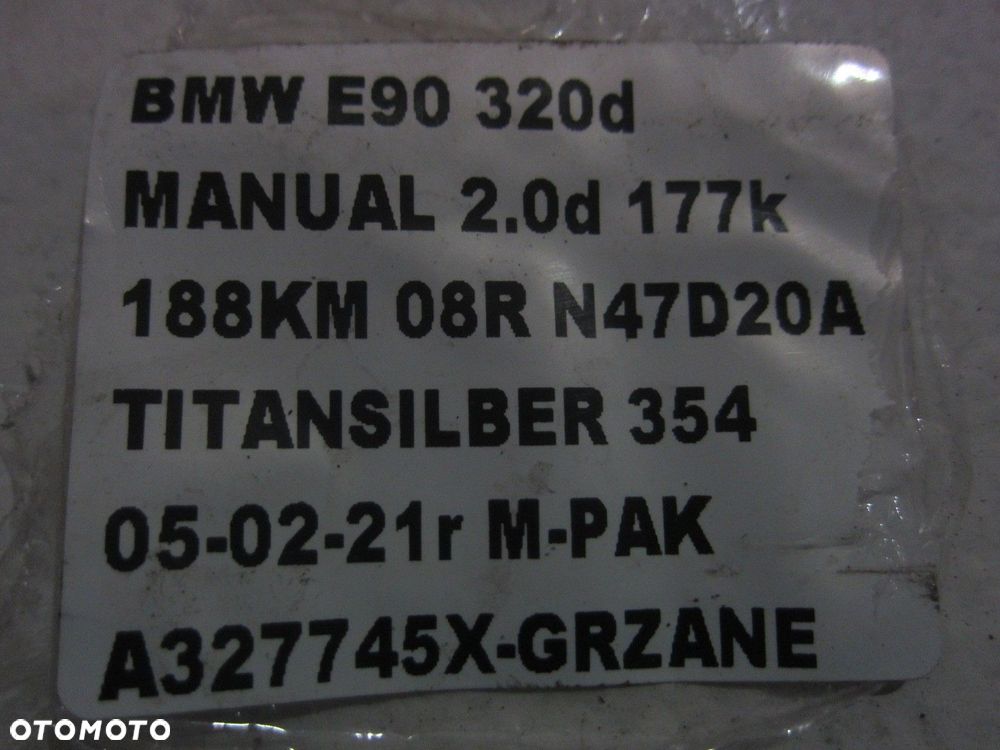 BMW E90 320d
MANUAL 2.0d 177k
188KM 08R N47D20A
TITANSILBER 354
05-02-21r M-PAK
A327745X-GRZANE
OTOMOTO